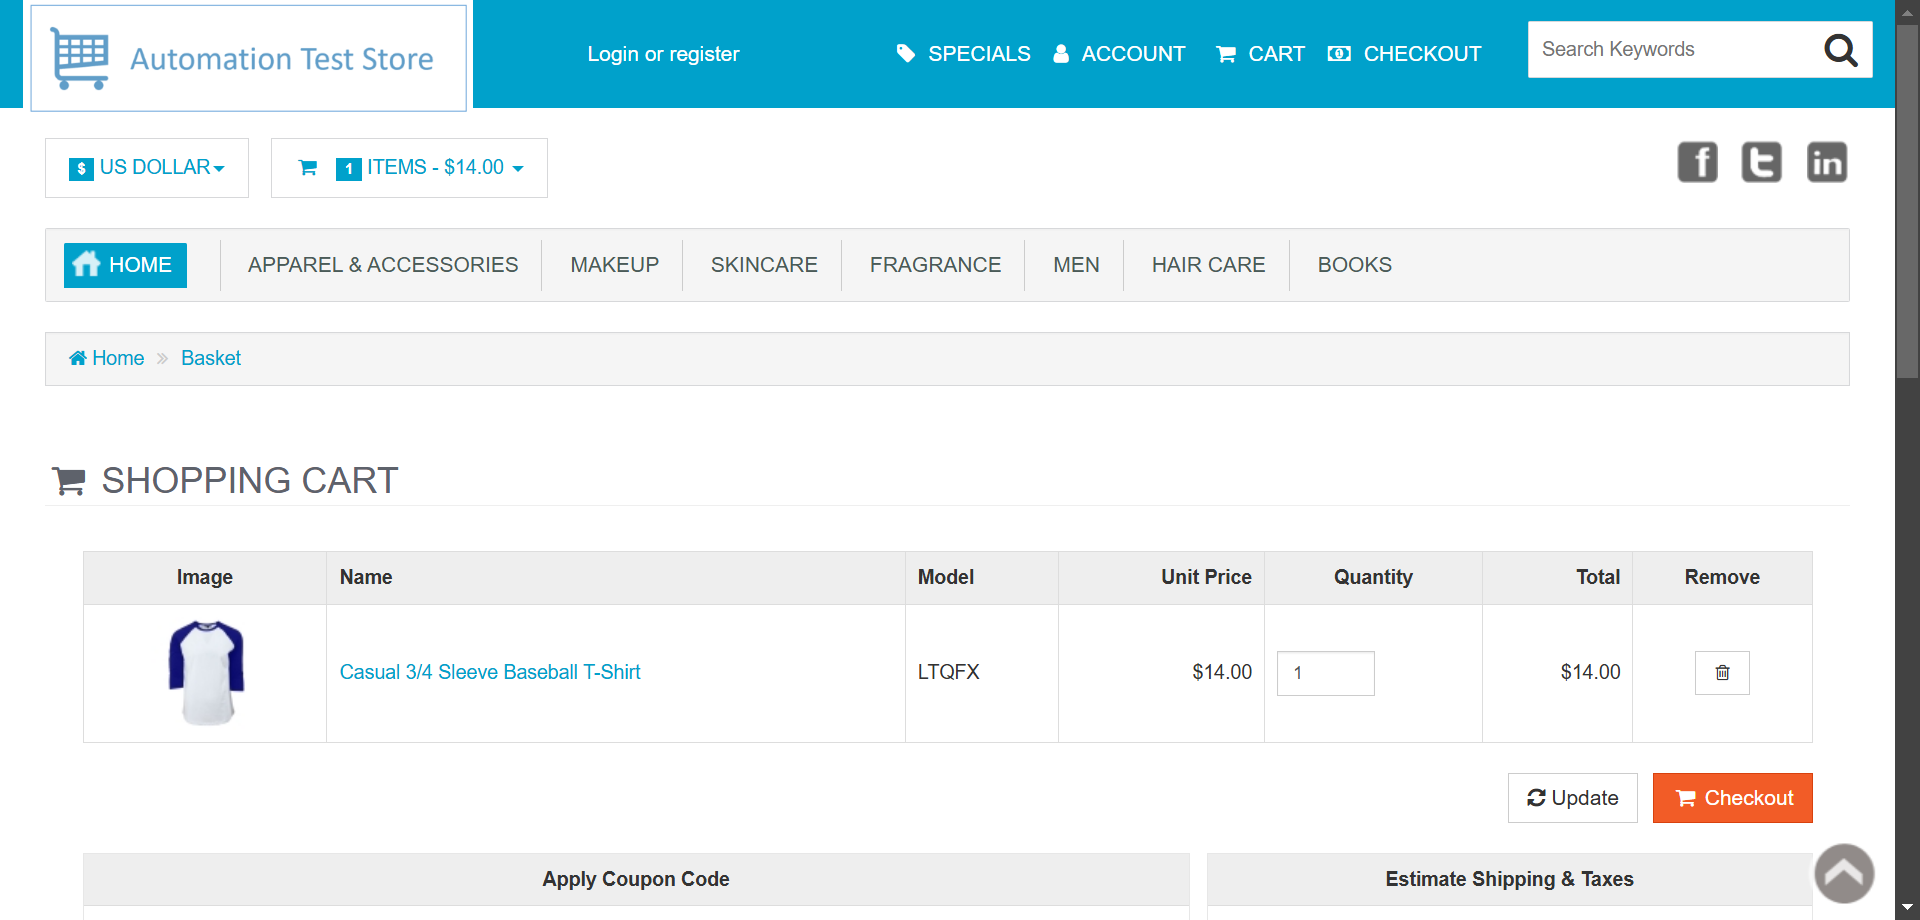 Automation Test Store
Login or register
SPECIALS
ACCOUNT
CART
CHECKOUT
Search Keywords
$ US DOLLAR
1 ITEMS - $14.00
f
t
in
HOME
APPAREL & ACCESSORIES
MAKEUP
SKINCARE
FRAGRANCE
MEN
HAIR CARE
BOOKS
Home
Basket
SHOPPING CART
Image
Name
Model
Unit Price
Quantity
Total
Remove
Casual 3/4 Sleeve Baseball T-Shirt
LTQFX
$14.00
1
$14.00
Update
Checkout
Apply Coupon Code
Estimate Shipping & Taxes